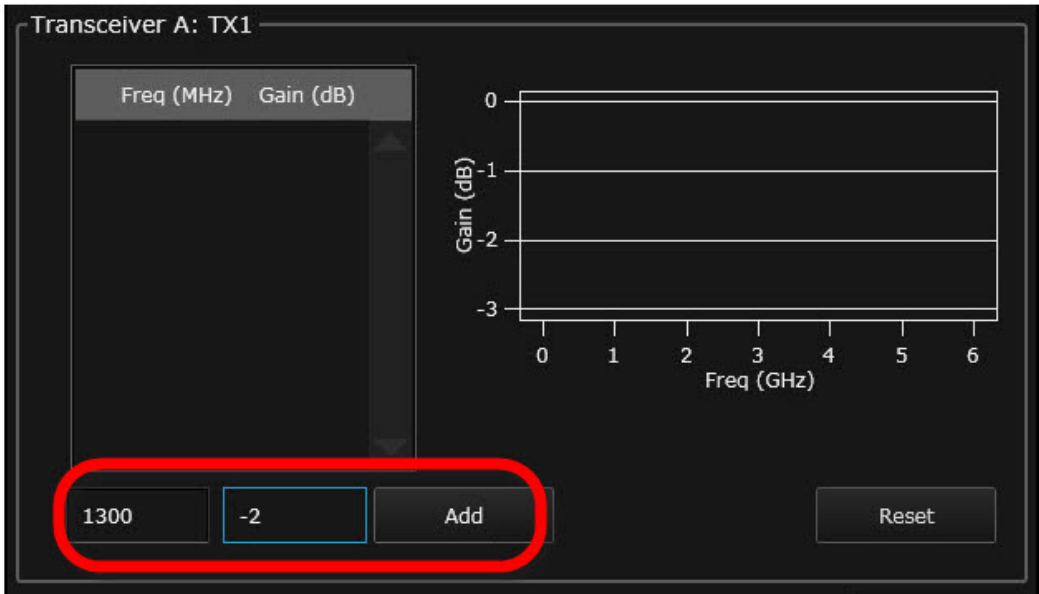 Transceiver A: TX1
Freq (MHz) Gain (dB)
0
-1
-2
-3
Gain (dB)
0 1 2 3 4 5 6
Freq (GHz)
1300 -2 Add Reset